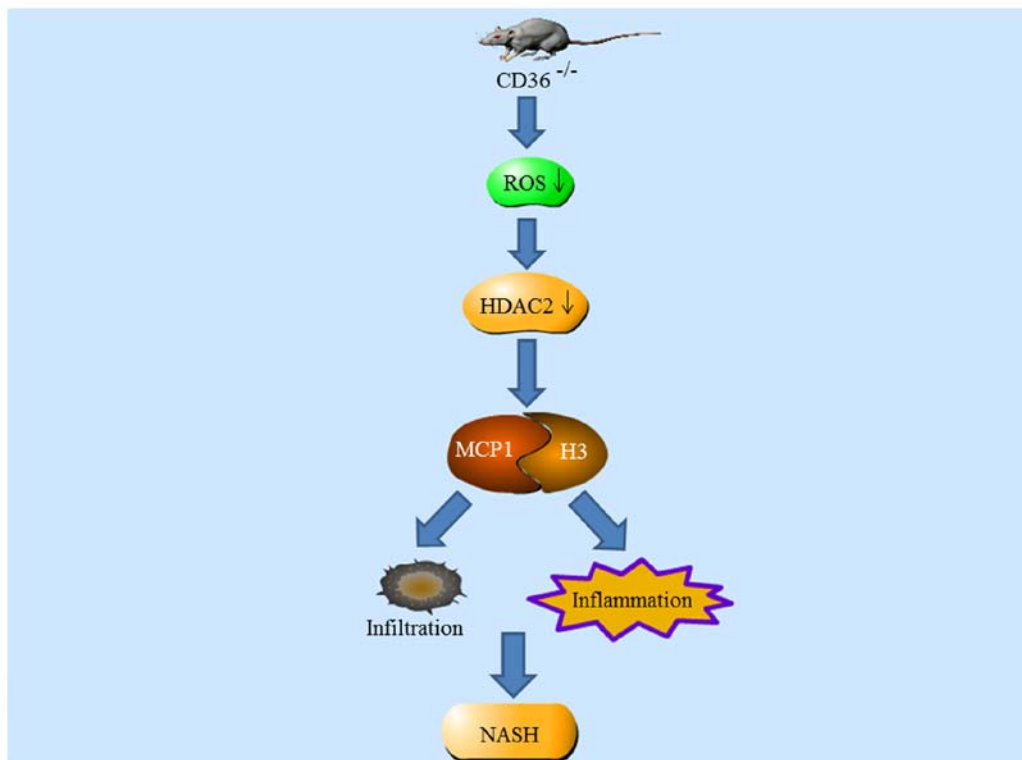 CD36 -/-
ROS ↓
HDAC2 ↓
MCP1 H3
Inflammation
Infiltration
NASH